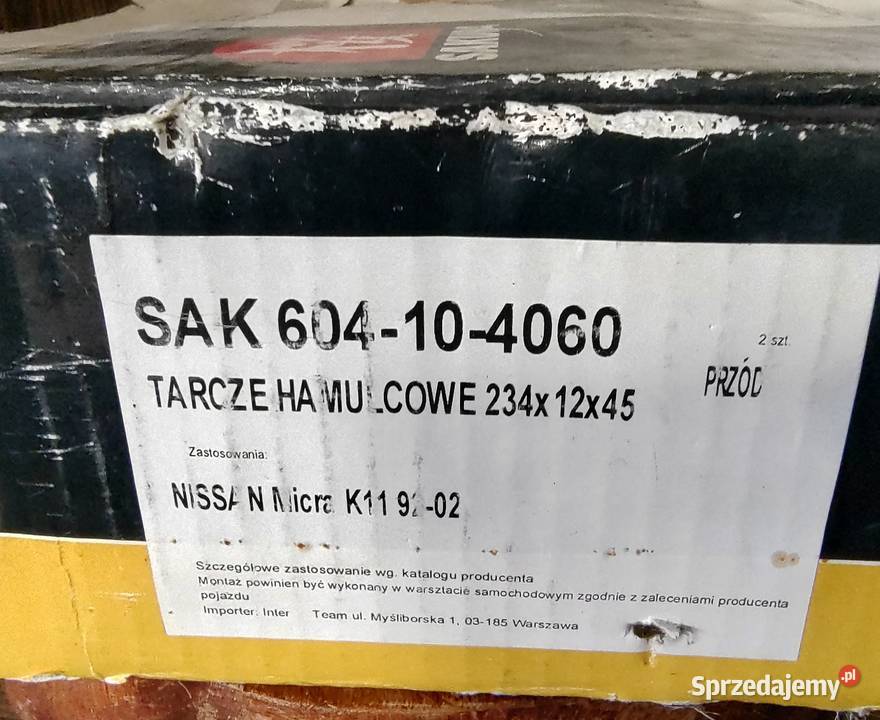 SAK 604-10-4060
2 szt.
TARCZE HAMULCOWE 234x12x45
PRZÓD
Zastosowania:
NISSAN Micra K11 92-02
Szczegółowe zastosowanie wg. katalogu producenta
Montaż powinien być wykonany w warsztacie samochodowym zgodnie z zaleceniami producenta
pojazdu
Importer: Inter Team ul. Myśliborska 1, 03-185 Warszawa
Sprzedajemy.pl